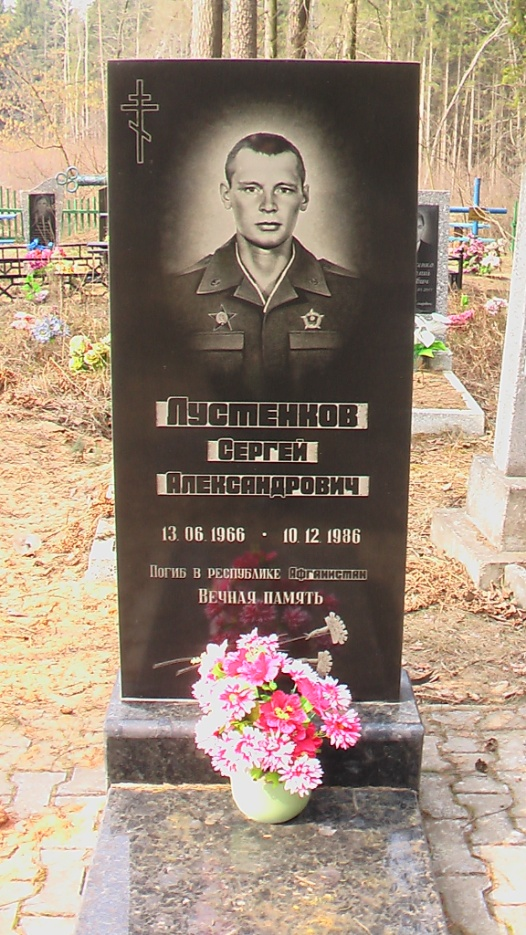 Лустенков
Сергей
Александрович
13.06.1966 · 10.12.1986
Погиб в республике Афганистан
Вечная память